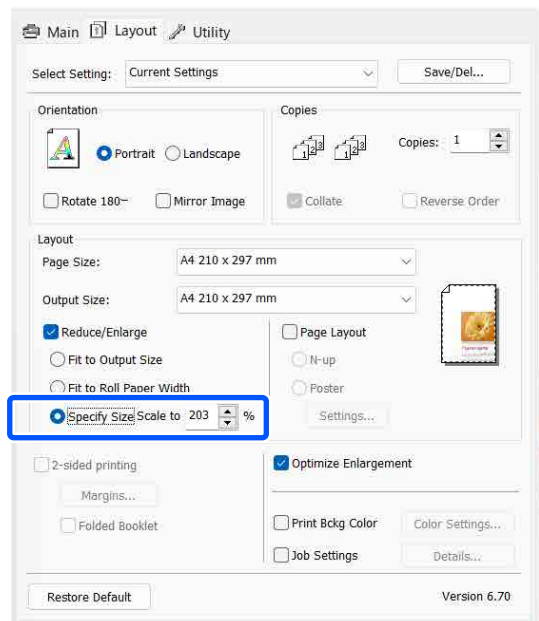 Main Layout Utility
Select Setting: Current Settings Save/Del...
Orientation
Portrait Landscape
Rotate 180° Mirror Image
Copies
Copies: 1
Collate Reverse Order
Layout
Page Size: A4 210 x 297 mm
Output Size: A4 210 x 297 mm
Reduce/Enlarge
Fit to Output Size
Fit to Roll Paper Width
Specify Size Scale to 203 %
Page Layout
N-up
Poster
Settings...
2-sided printing
Margins...
Folded Booklet
Optimize Enlargement
Print Bckg Color Color Settings...
Job Settings Details...
Restore Default Version 6.70